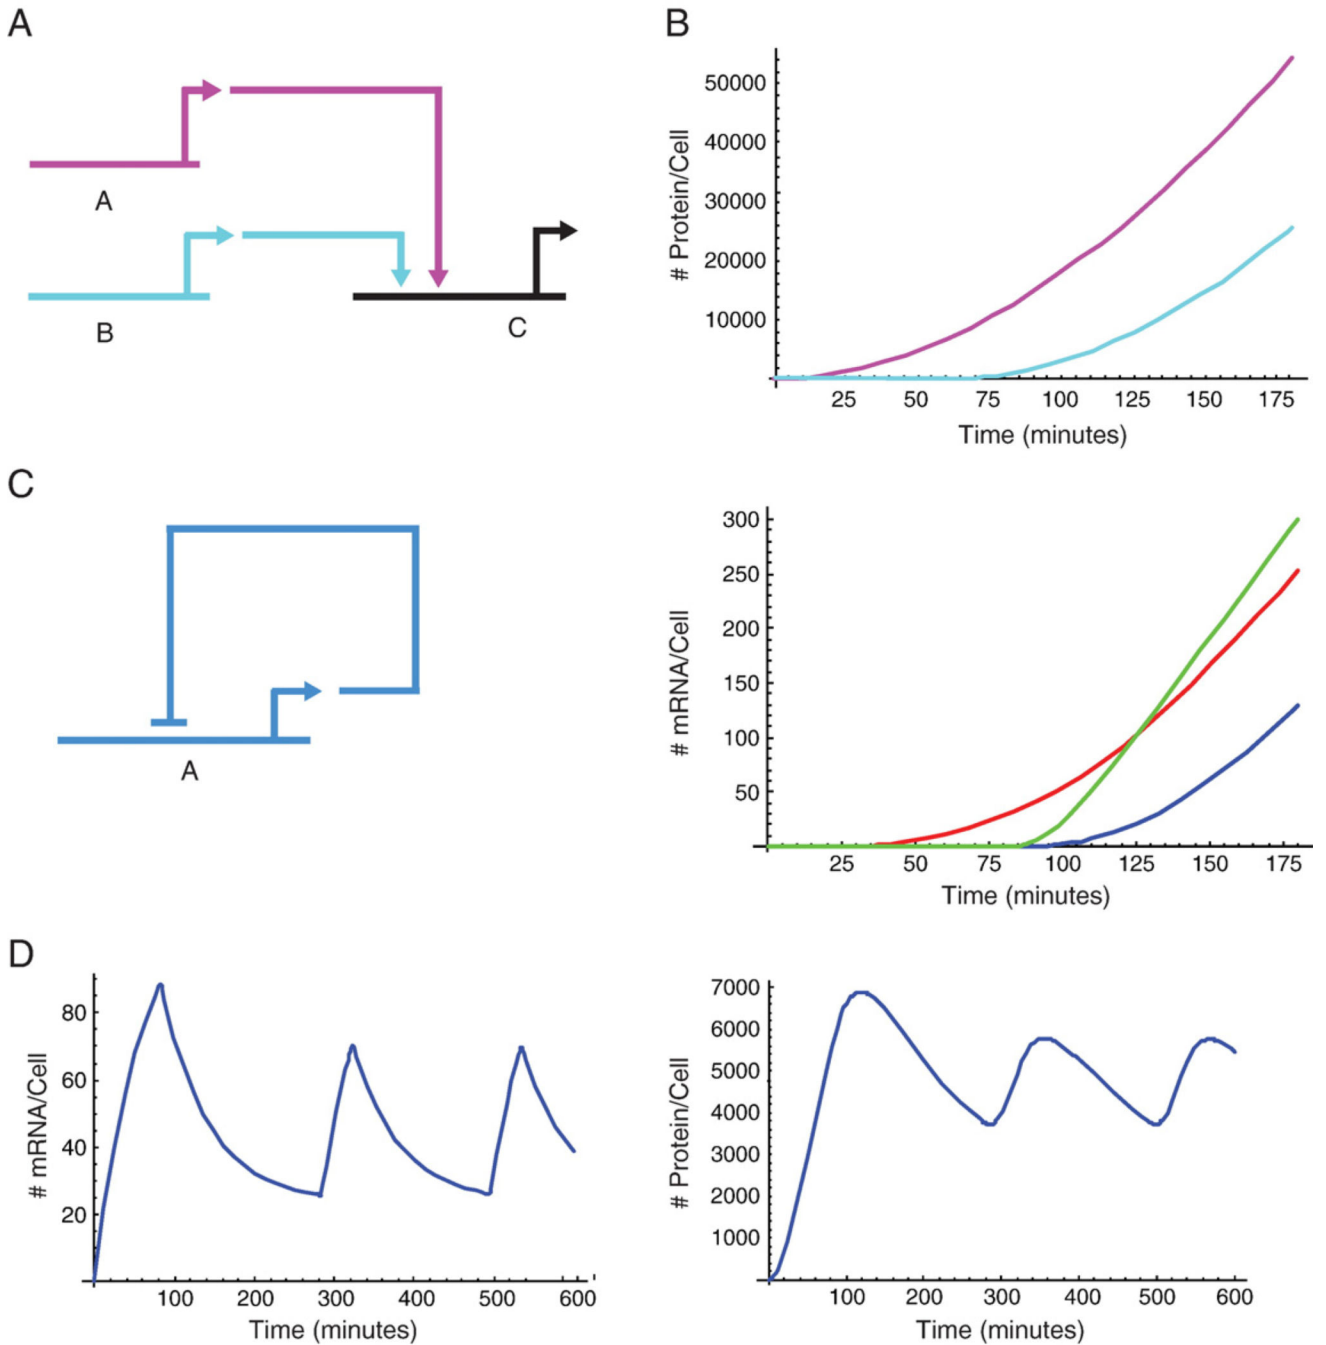 A
B
A
B
C
# Protein/Cell
50000
40000
30000
20000
10000
25 50 75 100 125 150 175
Time (minutes)
C
A
# mRNA/Cell
300
250
200
150
100
50
25 50 75 100 125 150 175
Time (minutes)
D
# mRNA/Cell
80
60
40
20
100 200 300 400 500 600
Time (minutes)
# Protein/Cell
7000
6000
5000
4000
3000
2000
1000
100 200 300 400 500 600
Time (minutes)